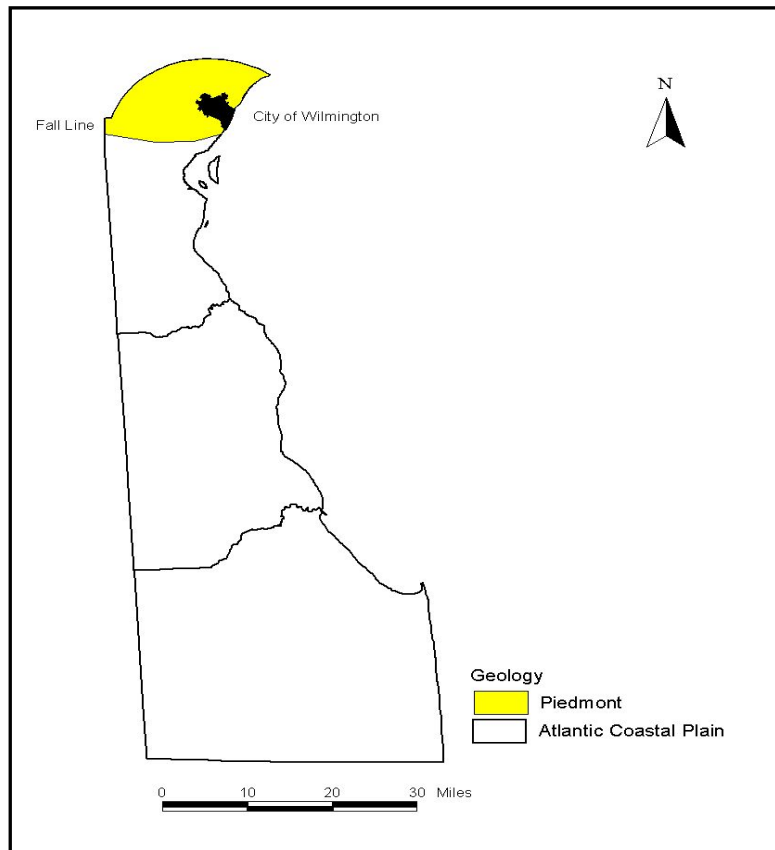 N
Fall Line
City of Wilmington
Geology
Piedmont
Atlantic Coastal Plain
0 10 20 30 Miles